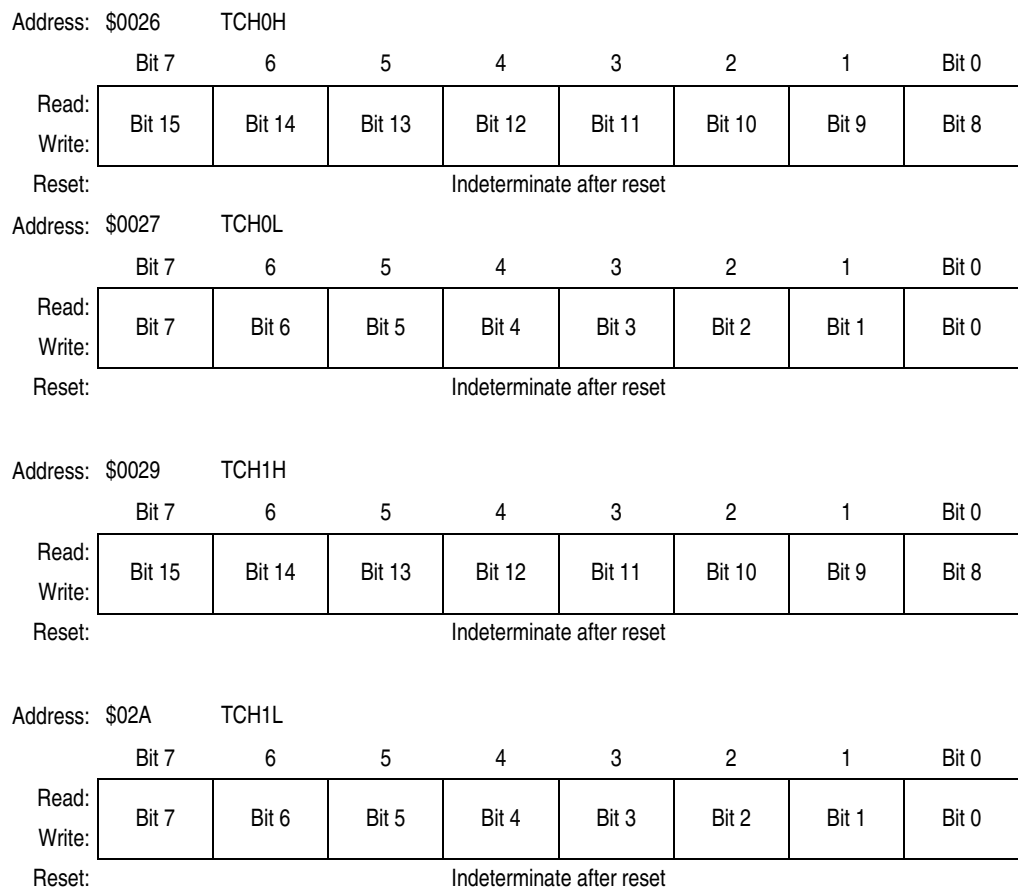 Address: $0026 TCH0H
Bit 7 6 5 4 3 2 1 Bit 0
Read:
Bit 15 Bit 14 Bit 13 Bit 12 Bit 11 Bit 10 Bit 9 Bit 8
Write:
Reset: Indeterminate after reset
Address: $0027 TCH0L
Bit 7 6 5 4 3 2 1 Bit 0
Read:
Bit 7 Bit 6 Bit 5 Bit 4 Bit 3 Bit 2 Bit 1 Bit 0
Write:
Reset: Indeterminate after reset
Address: $0029 TCH1H
Bit 7 6 5 4 3 2 1 Bit 0
Read:
Bit 15 Bit 14 Bit 13 Bit 12 Bit 11 Bit 10 Bit 9 Bit 8
Write:
Reset: Indeterminate after reset
Address: $02A TCH1L
Bit 7 6 5 4 3 2 1 Bit 0
Read:
Bit 7 Bit 6 Bit 5 Bit 4 Bit 3 Bit 2 Bit 1 Bit 0
Write:
Reset: Indeterminate after reset